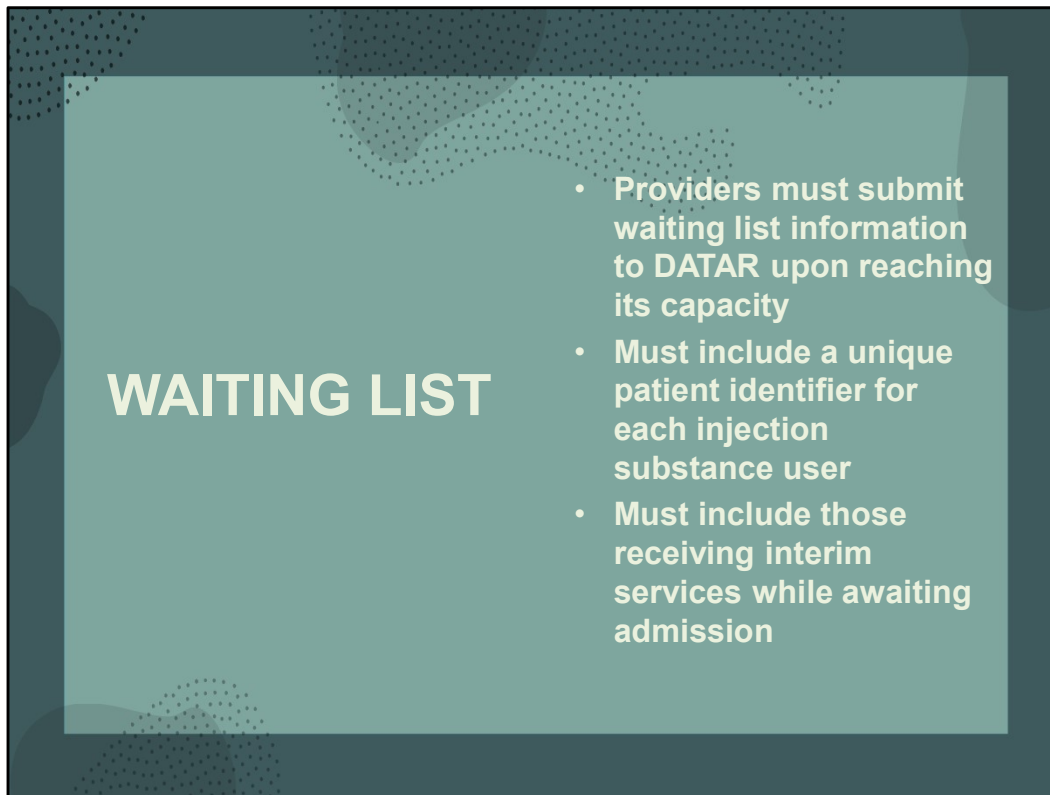 WAITING LIST
• Providers must submit
waiting list information
to DATAR upon reaching
its capacity
• Must include a unique
patient identifier for
each injection
substance user
• Must include those
receiving interim
services while awaiting
admission